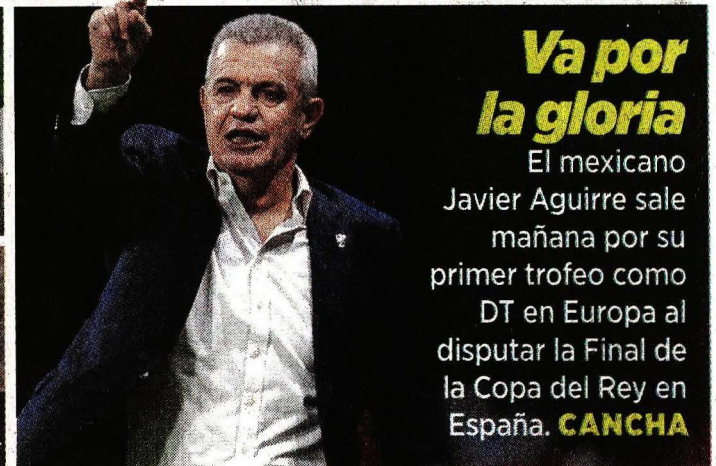 Va por
la gloria
El mexicano
Javier Aguirre sale
mañana por su
primer trofeo como
DT en Europa al
disputar la Final de
la Copa del Rey en
España. CANCHA